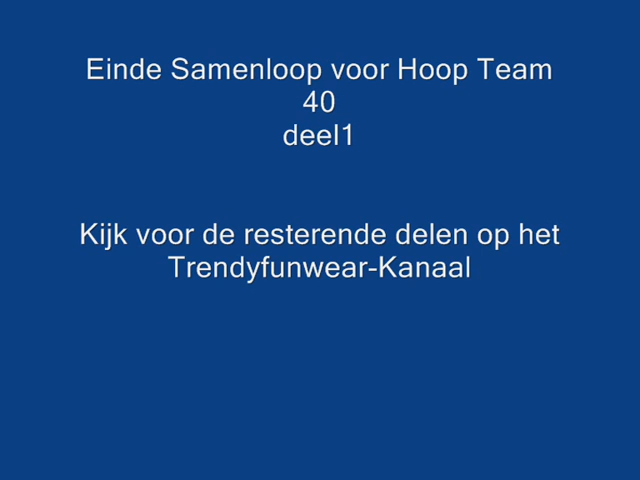 Einde Samenloop voor Hoop Team
40
deel1
Kijk voor de resterende delen op het
Trendyfunwear-Kanaal